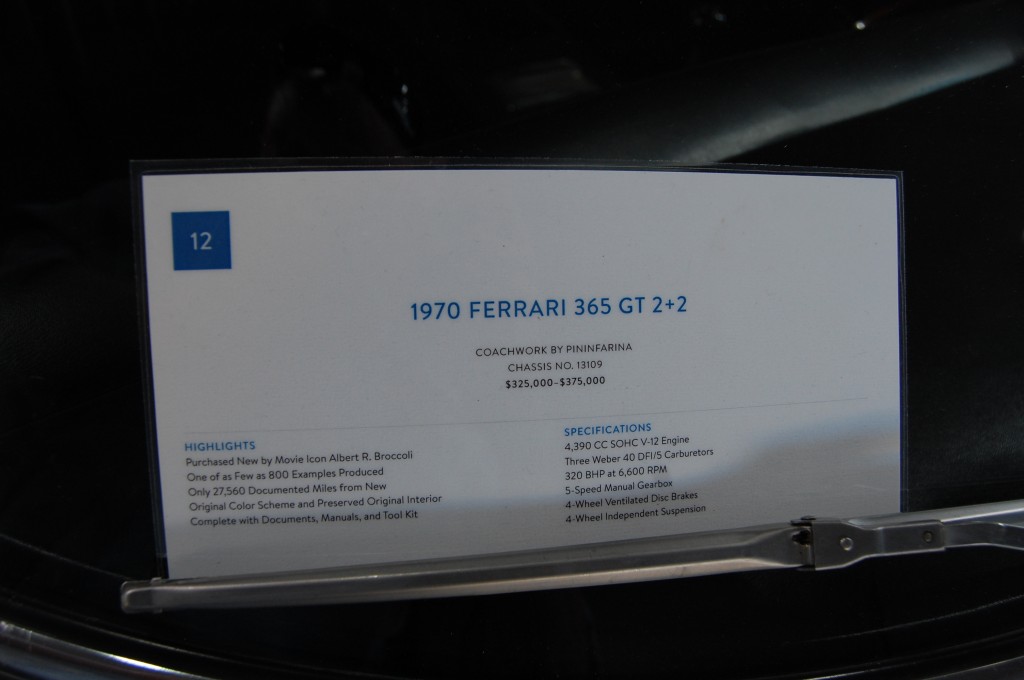 12
1970 FERRARI 365 GT 2+2
COACHWORK BY PININFARINA
CHASSIS NO. 13109
$325,000–$375,000
HIGHLIGHTS
Purchased New by Movie Icon Albert R. Broccoli
One of as Few as 800 Examples Produced
Only 27,560 Documented Miles from New
Original Color Scheme and Preserved Original Interior
Complete with Documents, Manuals, and Tool Kit
SPECIFICATIONS
4,390 CC SOHC V-12 Engine
Three Weber 40 DFI/5 Carburetors
320 BHP at 6,600 RPM
5-Speed Manual Gearbox
4-Wheel Ventilated Disc Brakes
4-Wheel Independent Suspension